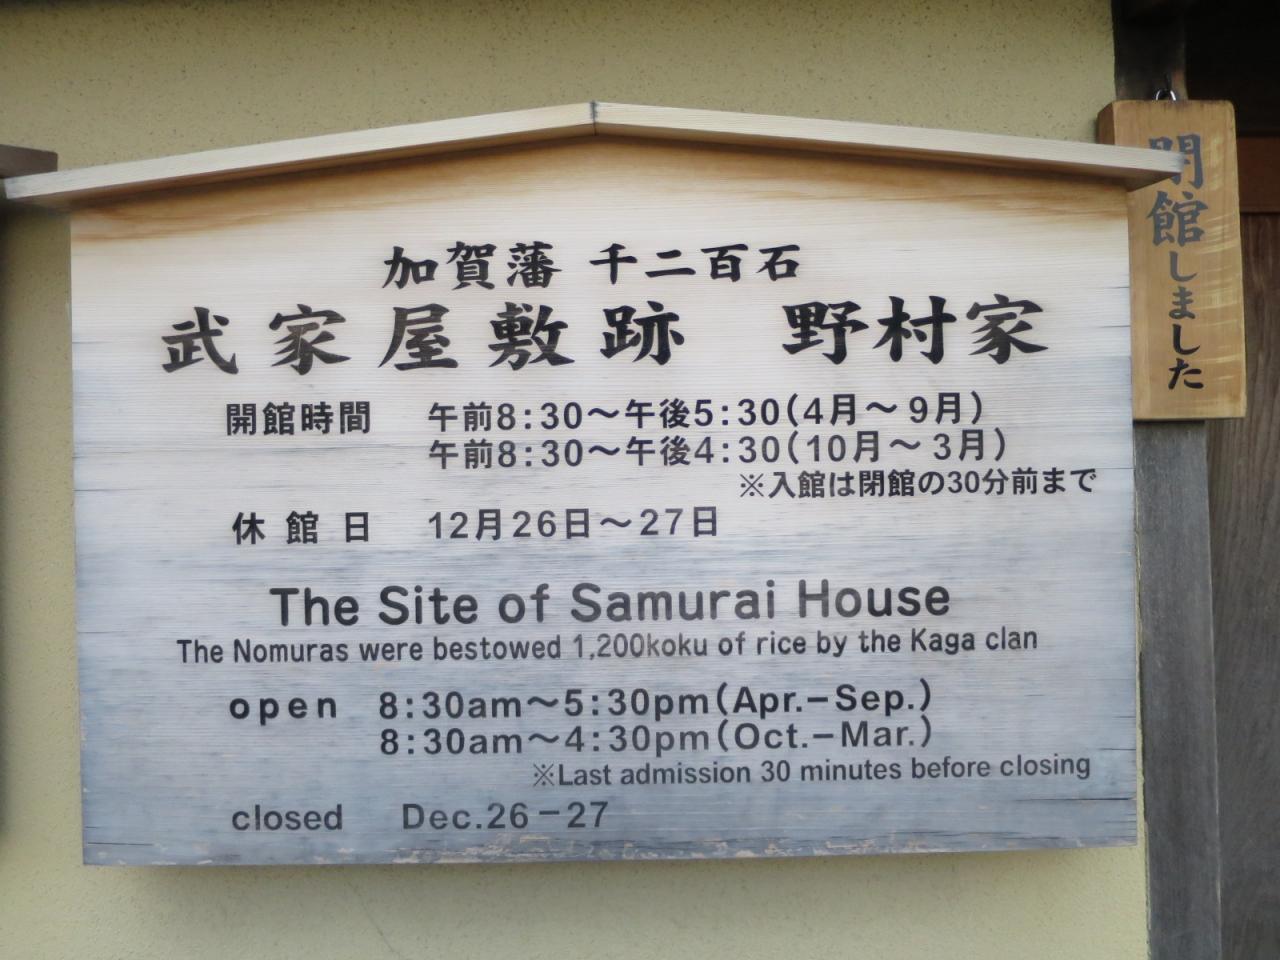 加賀藩 千二百石
武家屋敷跡 野村家
開館時間 午前8:30～午後5:30(4月～9月)
午前8:30～午後4:30(10月～3月)
※入館は閉館の30分前まで
休館日 12月26日～27日
The Site of Samurai House
The Nomuras were bestowed 1,200koku of rice by the Kaga clan
open 8:30am～5:30pm(Apr.－Sep.)
8:30am～4:30pm(Oct.－Mar.)
※Last admission 30 minutes before closing
closed Dec.26－27
閉館しました